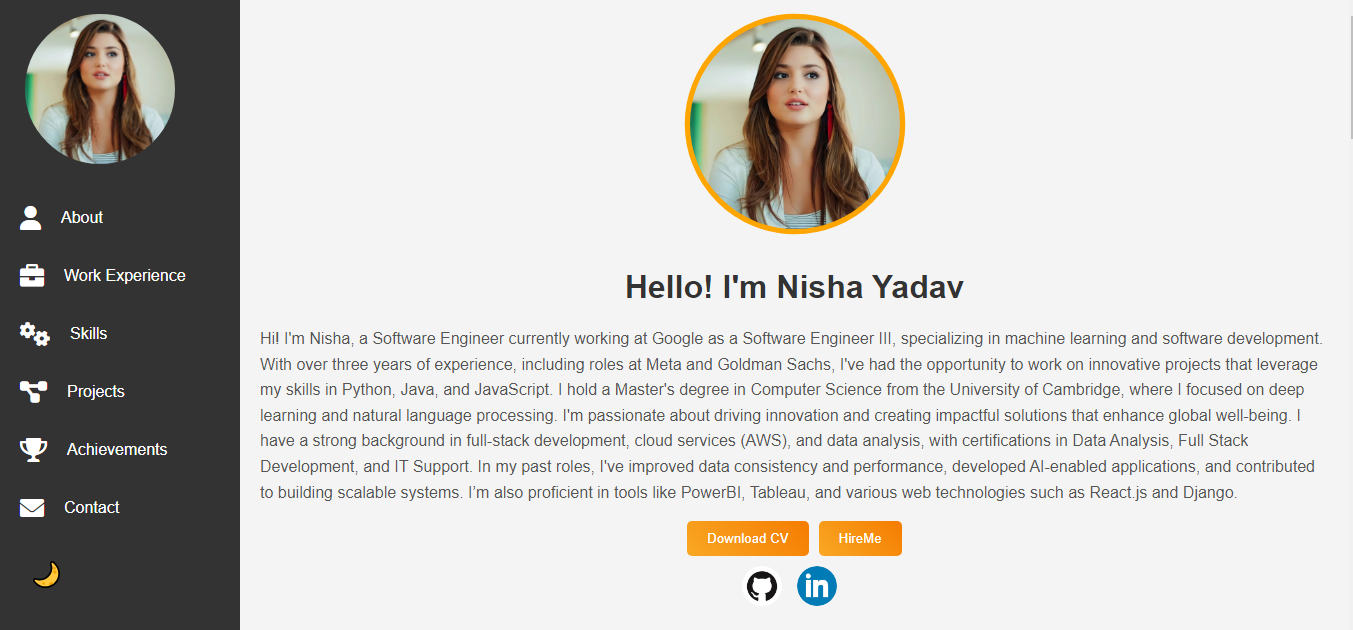 About
Work Experience
Skills
Projects
Achievements
Contact
Hello! I'm Nisha Yadav
Hi! I'm Nisha, a Software Engineer currently working at Google as a Software Engineer III, specializing in machine learning and software development.
With over three years of experience, including roles at Meta and Goldman Sachs, I've had the opportunity to work on innovative projects that leverage
my skills in Python, Java, and JavaScript. I hold a Master's degree in Computer Science from the University of Cambridge, where I focused on deep
learning and natural language processing. I'm passionate about driving innovation and creating impactful solutions that enhance global well-being. I
have a strong background in full-stack development, cloud services (AWS), and data analysis, with certifications in Data Analysis, Full Stack
Development, and IT Support. In my past roles, I've improved data consistency and performance, developed AI-enabled applications, and contributed
to building scalable systems. I’m also proficient in tools like PowerBI, Tableau, and various web technologies such as React.js and Django.
Download CV
HireMe
in